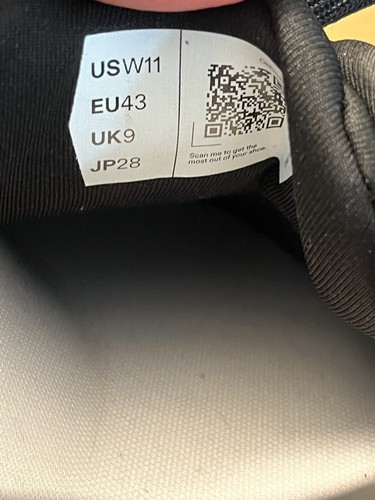 USW11
EU43
UK9
JP28
Scan me to get the
most out of your shoe.